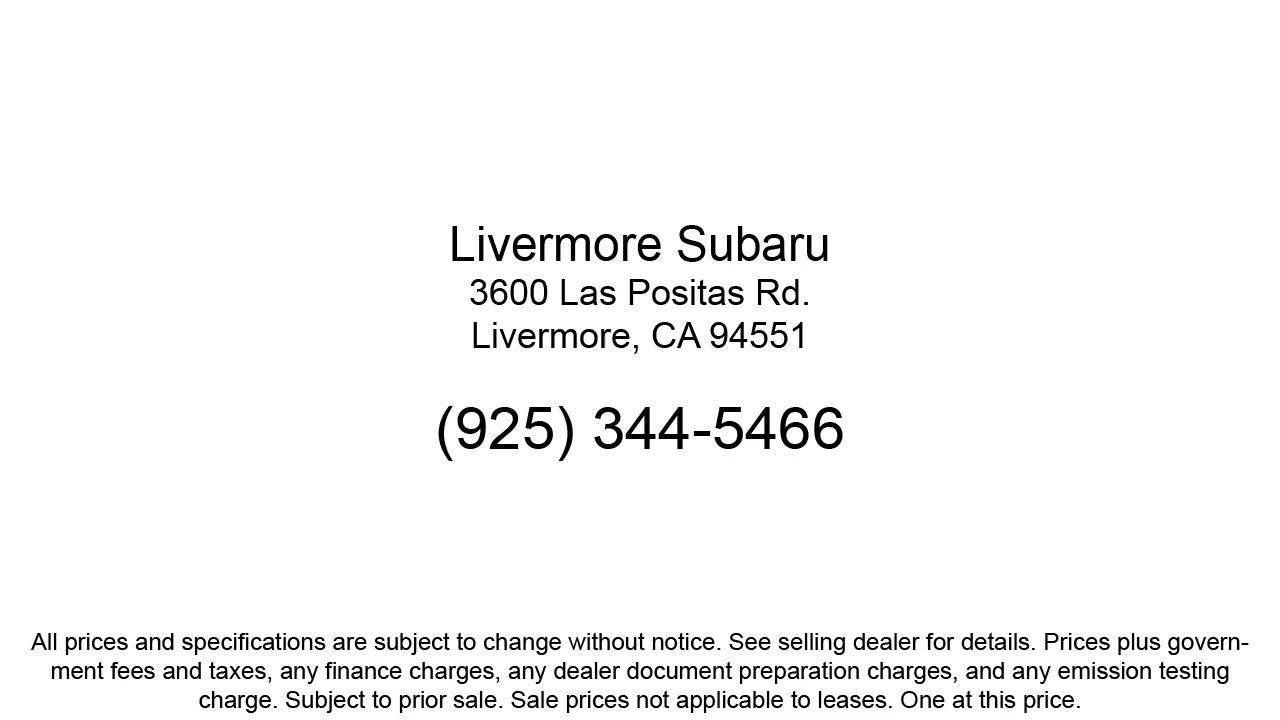 Livermore Subaru
3600 Las Positas Rd.
Livermore, CA 94551
(925) 344-5466
All prices and specifications are subject to change without notice. See selling dealer for details. Prices plus govern-
ment fees and taxes, any finance charges, any dealer document preparation charges, and any emission testing
charge. Subject to prior sale. Sale prices not applicable to leases. One at this price.